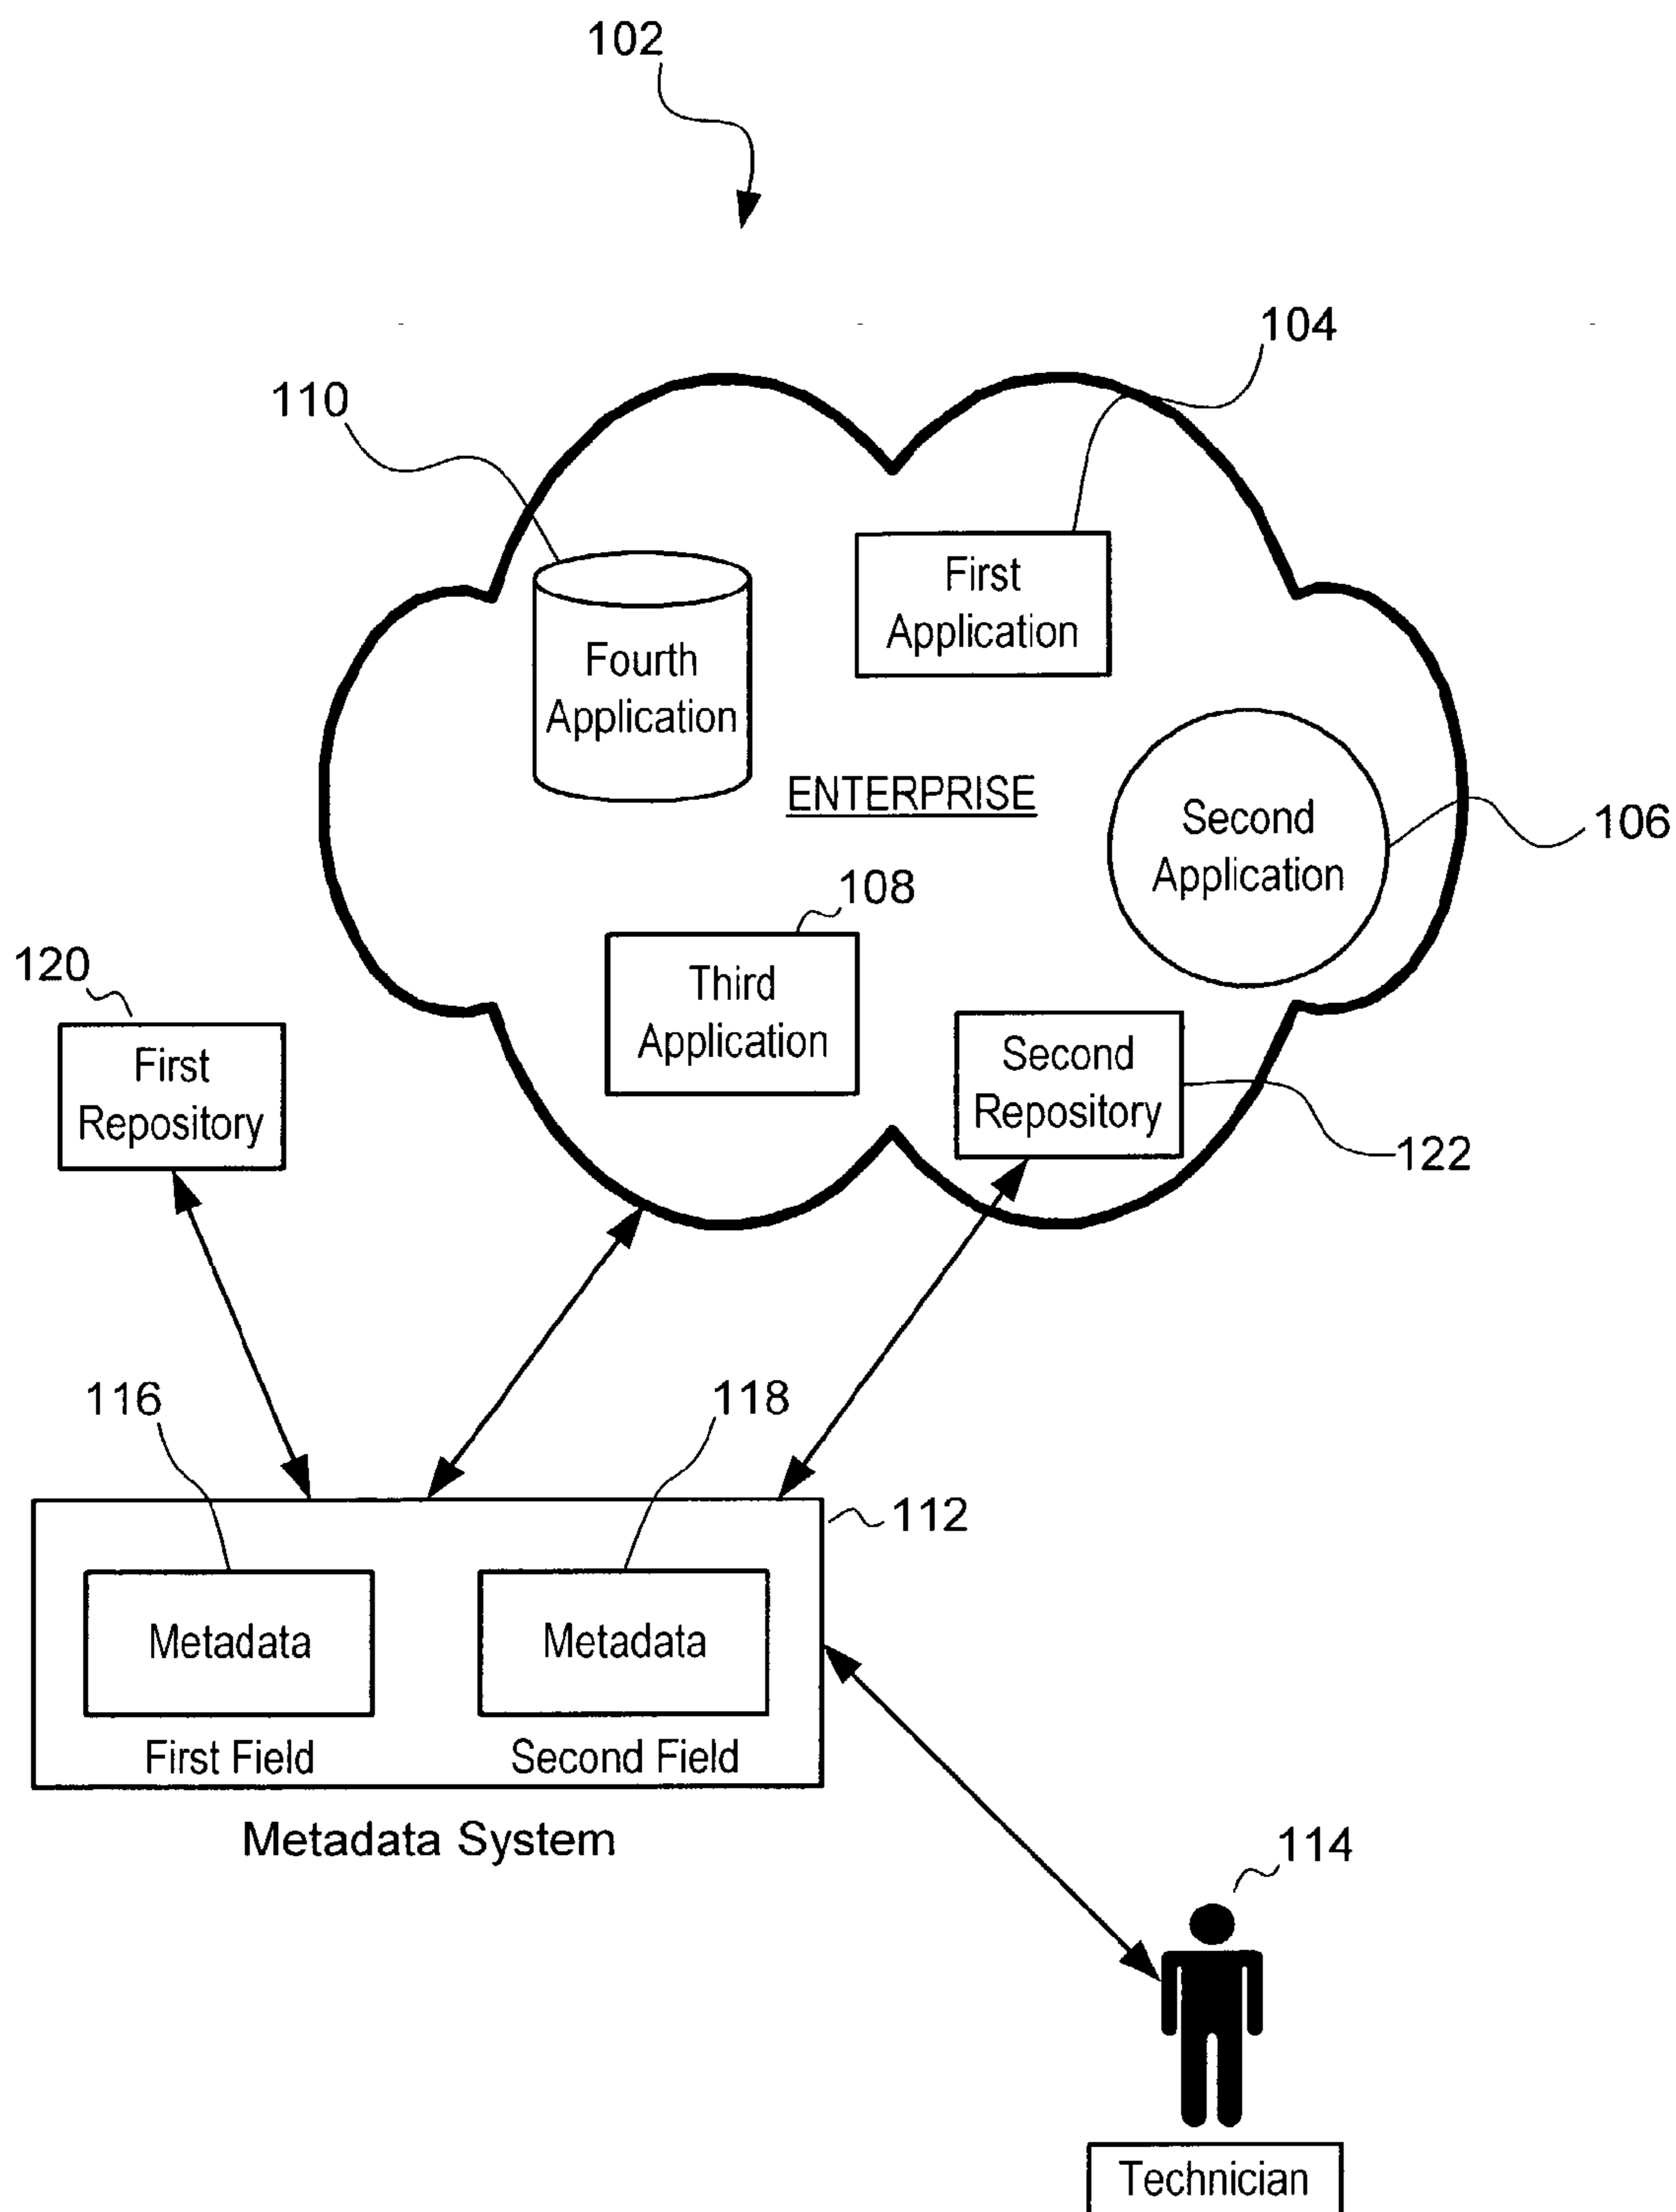 102
104
110
First
Application
Fourth
Application
ENTERPRISE
Second
Application
106
108
Third
Application
120
First
Repository
Second
Repository
122
116
118
112
Metadata
Metadata
First Field
Second Field
Metadata System
114
Technician